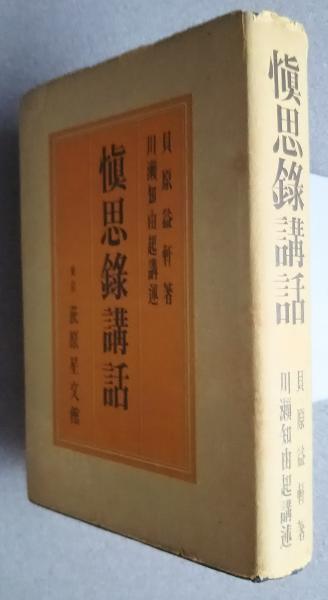 貝原益軒著
川瀬知由起講述
愼思錄講話
東京 荻原星文館
愼思錄講話
貝原益軒著
川瀬知由起講述